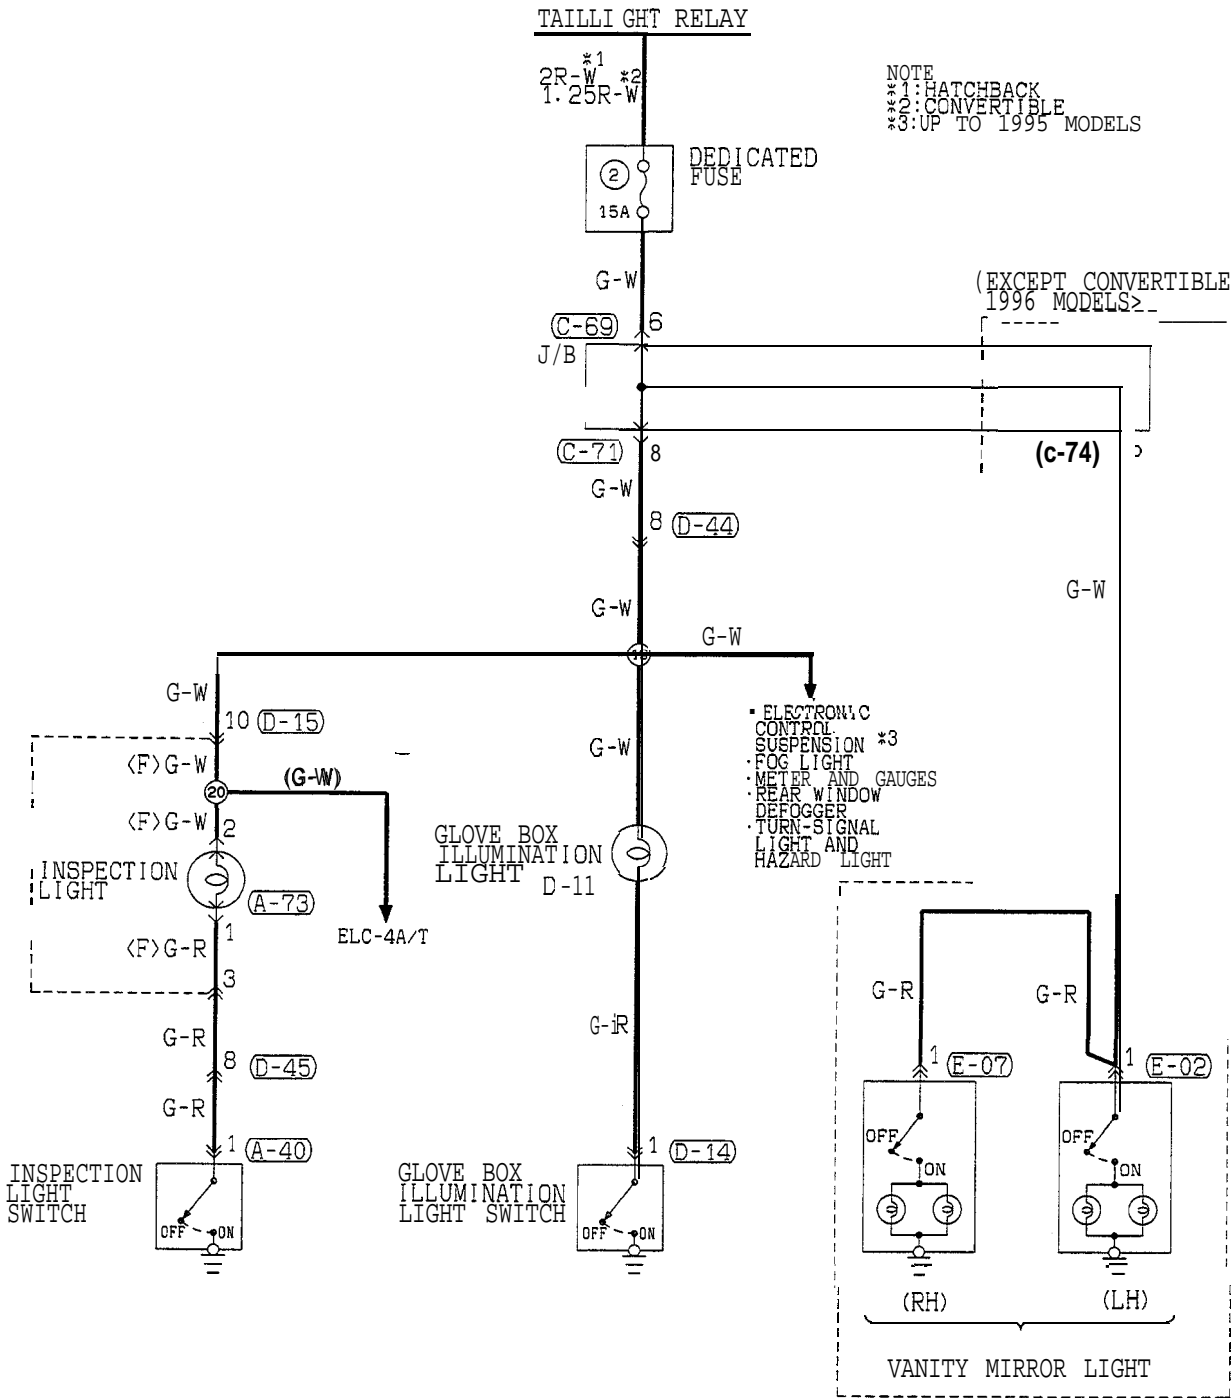 TAILLIGHT RELAY
*1
2R-W *2
1.25R-W
NOTE
*1:HATCHBACK
*2:CONVERTIBLE
*3:UP TO 1995 MODELS
DEDICATED
FUSE
2
15A
G-W
(EXCEPT CONVERTIBLE
1996 MODELS>
C-69
6
J/B
C-71
8
(c-74)
G-W
8
D-44
G-W
G-W
G-W
G-W
10
D-15
<F>G-W
(G-W)
20
<F>G-W
2
INSPECTION
LIGHT
A-73
1
<F>G-R
3
ELC-4A/T
G-W
▪ ELECTRONIC
CONTROL
SUSPENSION *3
·FOG LIGHT
·METER AND GAUGES
·REAR WINDOW
DEFOGGER
·TURN-SIGNAL
LIGHT AND
HAZARD LIGHT
GLOVE BOX
ILLUMINATION
LIGHT D-11
G-R
8
D-45
G-R
1
A-40
INSPECTION
LIGHT
SWITCH
OFF
ON
G-iR
1
D-14
GLOVE BOX
ILLUMINATION
LIGHT SWITCH
OFF
ON
G-R
G-R
1
E-07
1
E-02
OFF
ON
OFF
ON
(RH)
(LH)
VANITY MIRROR LIGHT